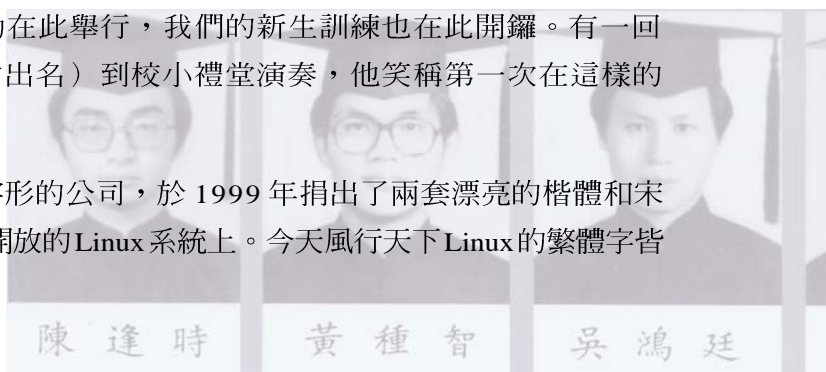 在此舉行，我們的新生訓練也在此開鑼。有一回
出名）到校小禮堂演奏，他笑稱第一次在這樣的
形的公司，於 1999 年捐出了兩套漂亮的楷體和宋
開放的Linux系統上。今天風行天下Linux的繁體字皆
陳逢時 黃種智 吳鴻廷